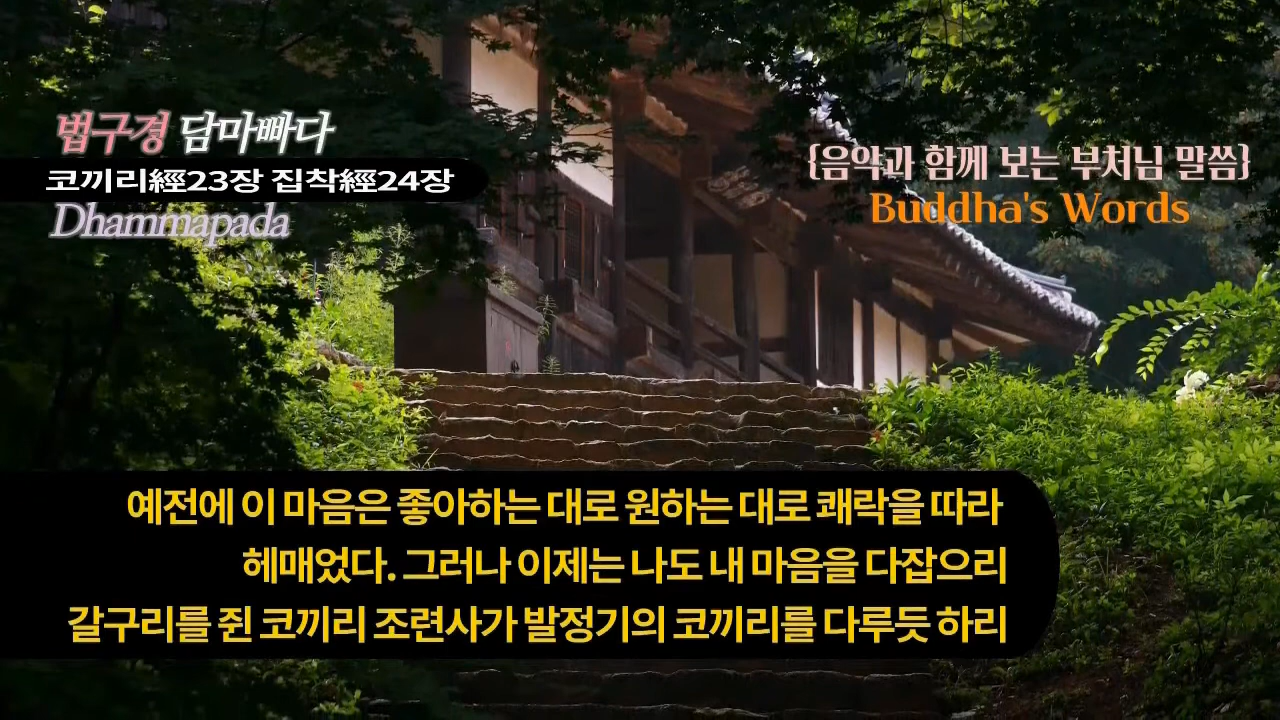 법구경 담마빠다
코끼리經23장 집착經24장
Dhammapada
{음악과 함께 보는 부처님 말씀}
Buddha's Words
예전에 이 마음은 좋아하는 대로 원하는 대로 쾌락을 따라
헤매었다. 그러나 이제는 나도 내 마음을 다잡으리
갈구리를 쥔 코끼리 조련사가 발정기의 코끼리를 다루듯 하리